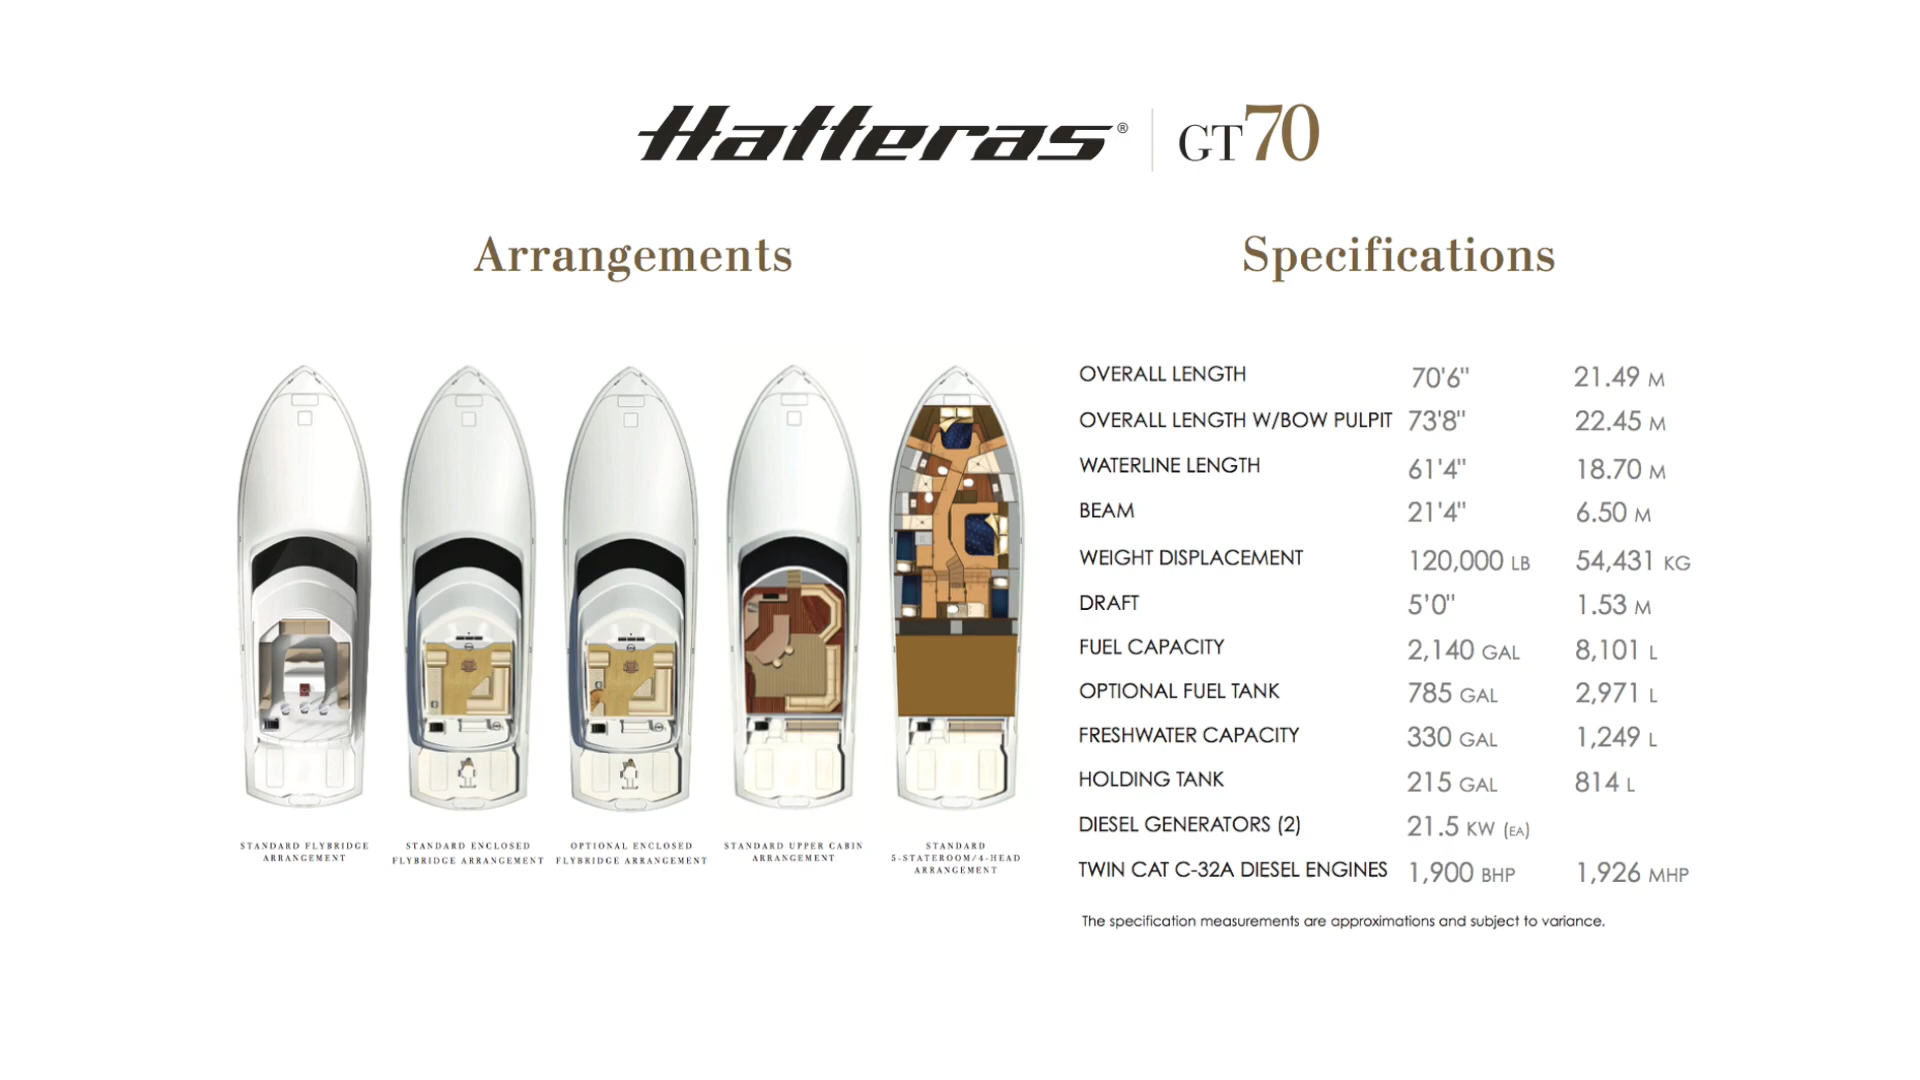 Hatteras® | GT70
Arrangements
Specifications
STANDARD FLYBRIDGE
ARRANGEMENT
STANDARD ENCLOSED
FLYBRIDGE ARRANGEMENT
OPTIONAL ENCLOSED
FLYBRIDGE ARRANGEMENT
STANDARD UPPER CABIN
ARRANGEMENT
STANDARD
5-STATEROOM/4-HEAD
ARRANGEMENT
OVERALL LENGTH 70'6" 21.49 M
OVERALL LENGTH W/BOW PULPIT 73'8" 22.45 M
WATERLINE LENGTH 61'4" 18.70 M
BEAM 21'4" 6.50 M
WEIGHT DISPLACEMENT 120,000 LB 54,431 KG
DRAFT 5'0" 1.53 M
FUEL CAPACITY 2,140 GAL 8,101 L
OPTIONAL FUEL TANK 785 GAL 2,971 L
FRESHWATER CAPACITY 330 GAL 1,249 L
HOLDING TANK 215 GAL 814 L
DIESEL GENERATORS (2) 21.5 KW (EA)
TWIN CAT C-32A DIESEL ENGINES 1,900 BHP 1,926 MHP
The specification measurements are approximations and subject to variance.